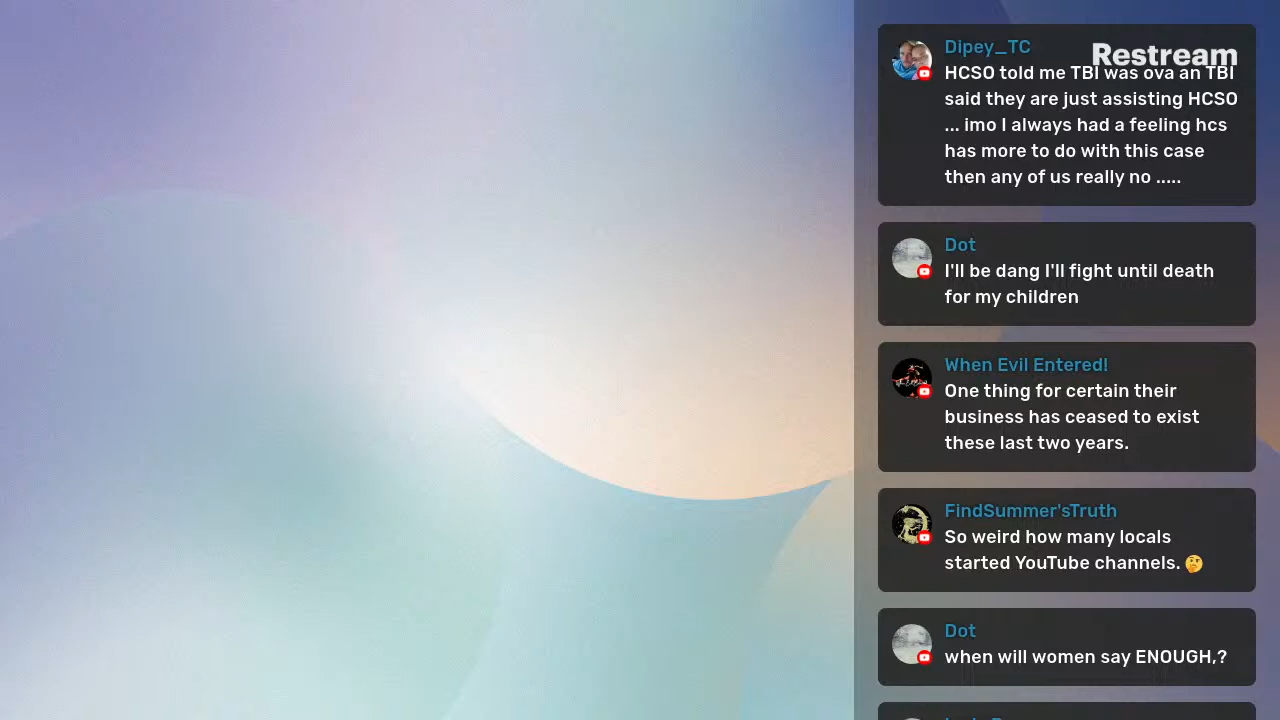 Dipey_TC
Restream
HCSO told me TBI was ova an TBI
said they are just assisting HCSO
... imo I always had a feeling hcs
has more to do with this case
then any of us really no .....
Dot
I'll be dang I'll fight until death
for my children
When Evil Entered!
One thing for certain their
business has ceased to exist
these last two years.
FindSummer'sTruth
So weird how many locals
started YouTube channels. 🤔
Dot
when will women say ENOUGH,?